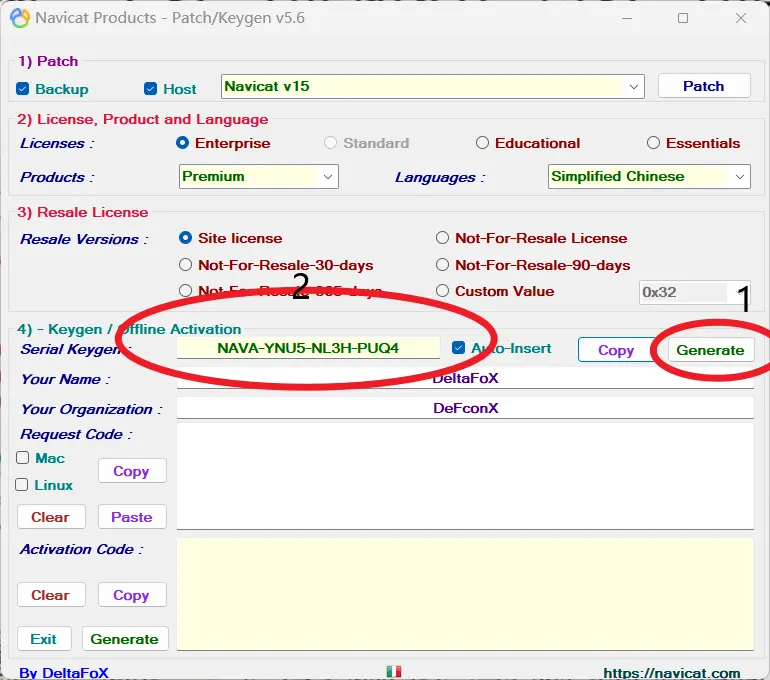 Navicat Products - Patch/Keygen v5.6
1) Patch
Backup Host Navicat v15 Patch
2) License, Product and Language
Licenses : Enterprise Standard Educational Essentials
Products : Premium Languages : Simplified Chinese
3) Resale License
Resale Versions : Site license Not-For-Resale License
Not-For-Resale-30-days Not-For-Resale-90-days
Not-For-Resale-365-days Custom Value 0x32
2 1
4) - Keygen / Offline Activation
Serial Keygen : NAVA-YNU5-NL3H-PUQ4 Auto-Insert Copy Generate
Your Name : DeltaFoX
Your Organization : DeFconX
Request Code :
Mac
Copy
Linux
Clear Paste
Activation Code :
Clear Copy
Exit Generate
By DeltaFoX https://navicat.com